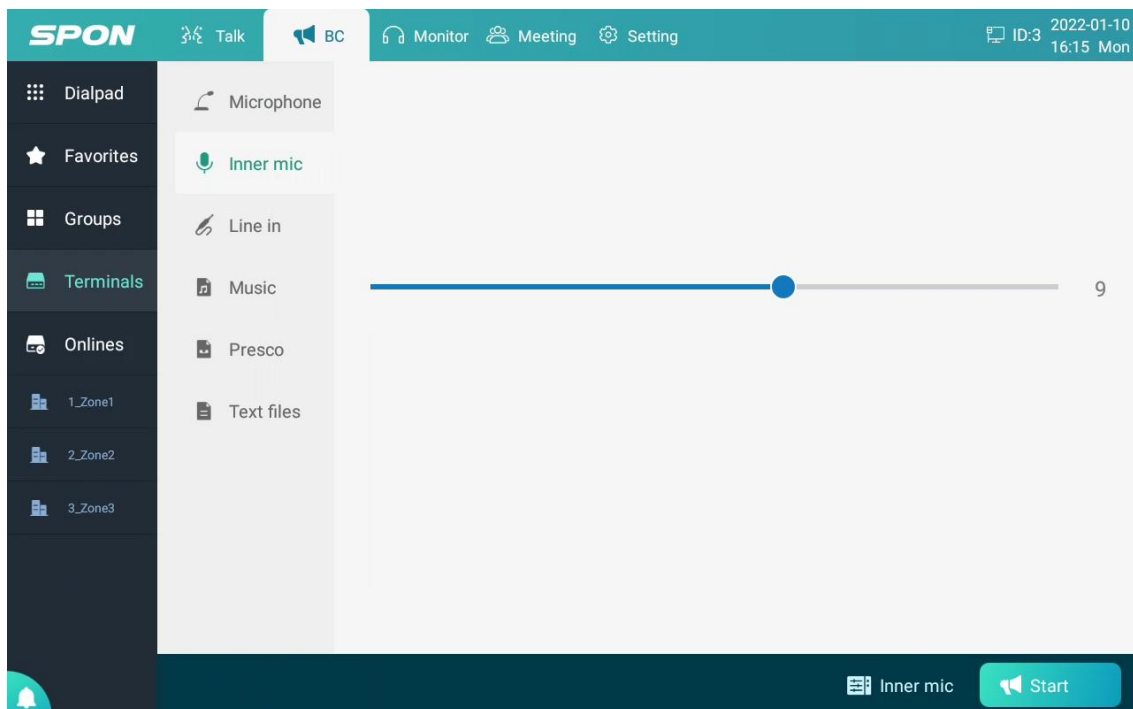 SPON
Talk
BC
Monitor
Meeting
Setting
ID:3
2022-01-10
16:15 Mon
Dialpad
Favorites
Groups
Terminals
Onlines
1_Zone1
2_Zone2
3_Zone3
Microphone
Inner mic
Line in
Music
Presco
Text files
9
Inner mic
Start